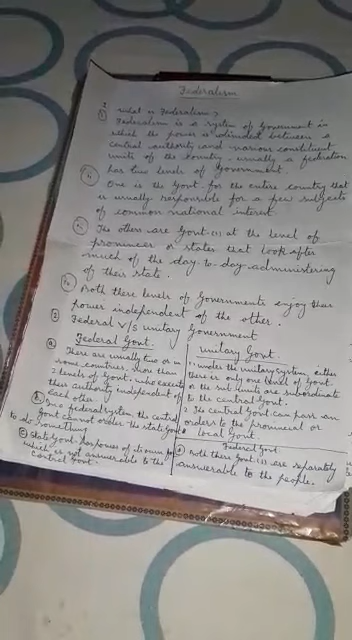 Federalism
I
① What is Federalism?
Federalism is a system of Government in
which the power is divided between a
central authority and various constituent
units of the country. usually a federation
has two levels of Government.
One is the Govt. for the entire country that
is usually responsible for a few subjects
of common national interest.
The others are Govt.(s) at the level of
provinces or states that look after
much of the day-to-day-administering
of their state.
Both these levels of Governments enjoy their
power independent of the other.
② Federal V/s unitary Government
Federal Govt.
ⓐ There are usually two or in
some countries, more than
2 levels of Govt. who execute
their authority independent of
each other.
ⓑ In a federal system, the central
Govt cannot order the state Govt
to do something
ⓒ State Govt. has powers of its own for
which is not answerable to the
central Govt.
unitary Govt.
1. under the unitary system, either
there is only one level of Govt.
or the sub units are subordinate
to the central Govt.
2 The central Govt can pass on
orders to the provincial or
local Govt.
Federal Govt.
ⓓ Both these Govt.(s) are separately
answerable to the people.